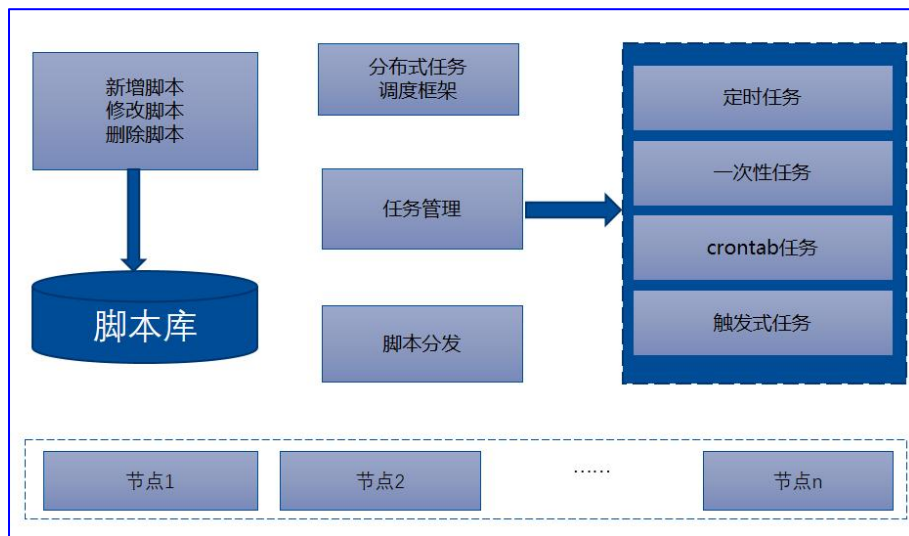 新增脚本
修改脚本
删除脚本
脚本库
分布式任务
调度框架
任务管理
脚本分发
定时任务
一次性任务
crontab任务
触发式任务
节点1
节点2
……
节点n